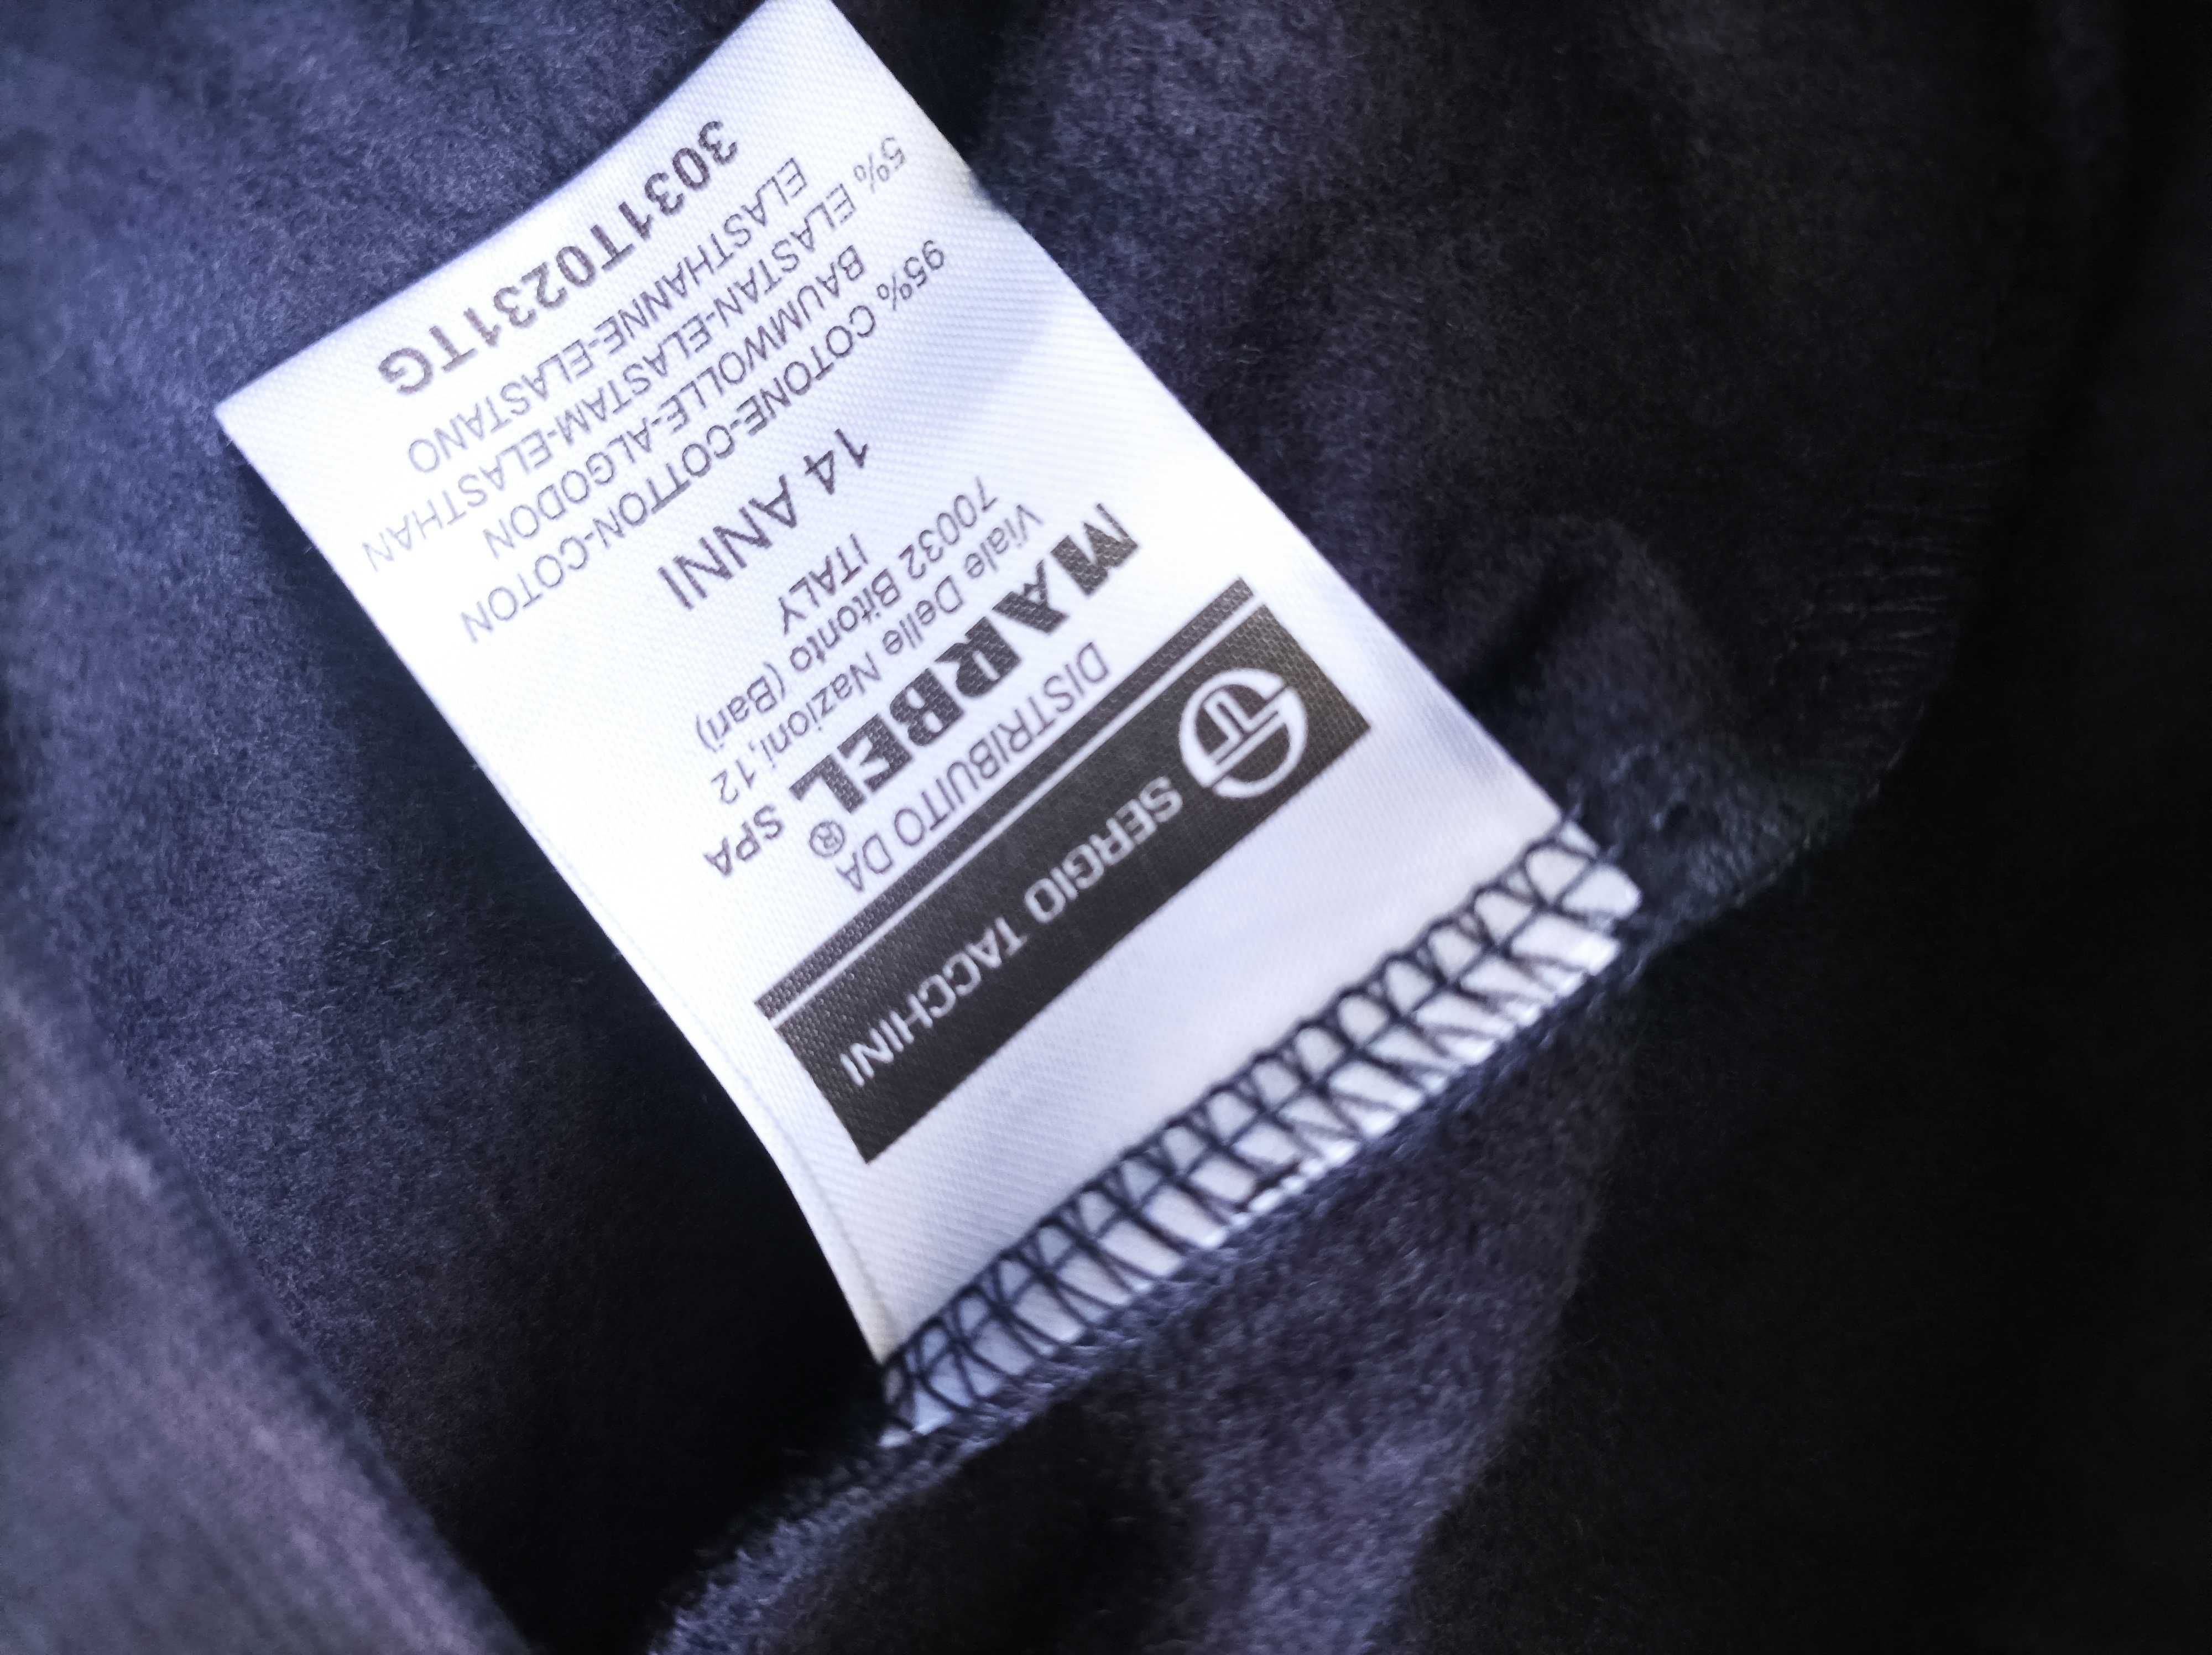 SERGIO TACCHINI
DISTRIBUITO DA
MARBEL® SPA
Viale Delle Nazioni, 12
70032 Bitonto (Bari)
ITALY
14 ANNI
95% COTONE-COTTON-COTON
BAUMWOLLE-ALGODON
5% ELASTAN-ELASTAM-ELASTHAN
ELASTHANNE-ELASTANO
3031T0231TG